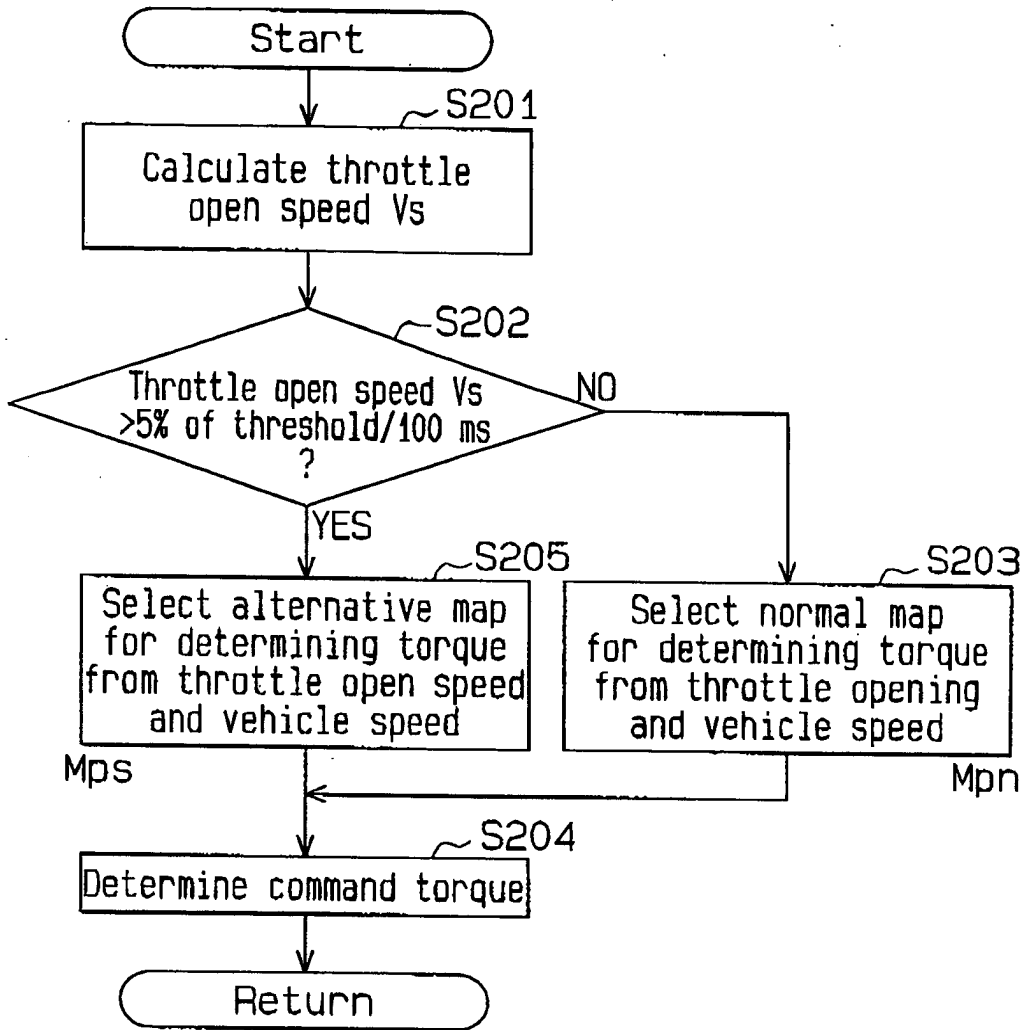 Start
S201
Calculate throttle
open speed Vs
S202
Throttle open speed Vs
>5% of threshold/100 ms
?
NO
YES
S205
Select alternative map
for determining torque
from throttle open speed
and vehicle speed
Mps
S203
Select normal map
for determining torque
from throttle opening
and vehicle speed
Mpn
S204
Determine command torque
Return